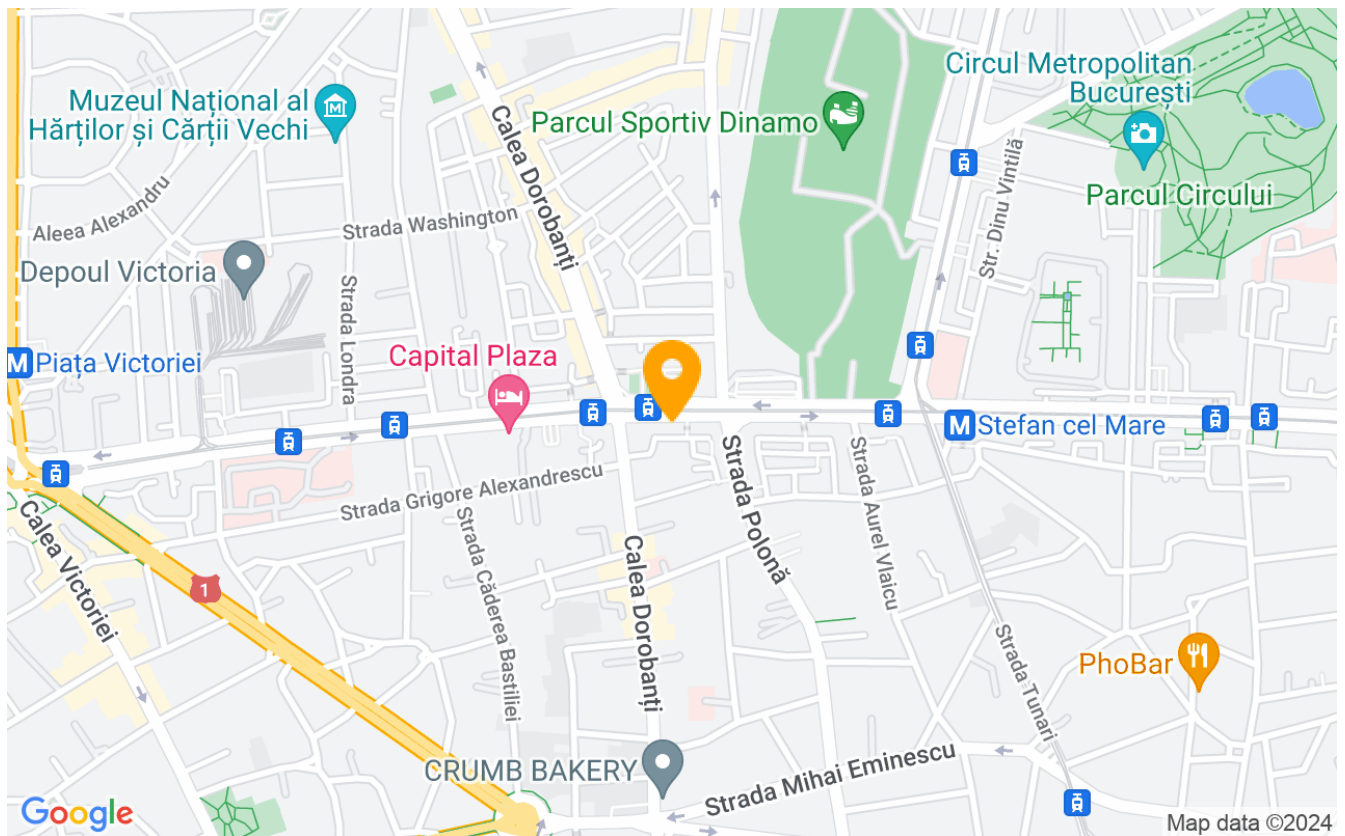 Circul Metropolitan
București
Muzeul Național al
Hărților și Cărții Vechi
M
Calea Dorobanți
Parcul Sportiv Dinamo
Str. Dinu Vintilă
Parcul Circului
Aleea Alexandru
Strada Washington
Depoul Victoria
Strada Londra
M Piața Victoriei
Capital Plaza
M Stefan cel Mare
Strada Grigore Alexandrescu
Strada Polonă
Strada Aurel Vlaicu
Calea Victoriei
Strada Căderea Bastiliei
Calea Dorobanți
1
Strada Tunari
PhoBar
CRUMB BAKERY
Strada Mihai Eminescu
Google
Map data ©2024